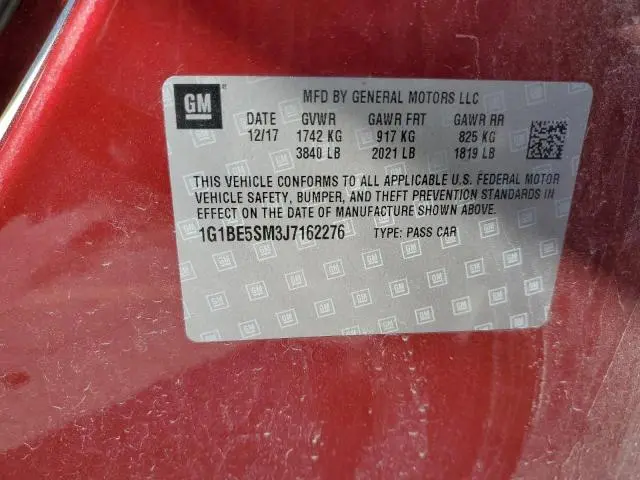 GM MFD BY GENERAL MOTORS LLC
DATE GVWR GAWR FRT GAWR RR
12/17 1742 KG 917 KG 825 KG
3840 LB 2021 LB 1819 LB
THIS VEHICLE CONFORMS TO ALL APPLICABLE U.S. FEDERAL MOTOR
VEHICLE SAFETY, BUMPER, AND THEFT PREVENTION STANDARDS IN
EFFECT ON THE DATE OF MANUFACTURE SHOWN ABOVE.
1G1BE5SM3J7162276 TYPE: PASS CAR